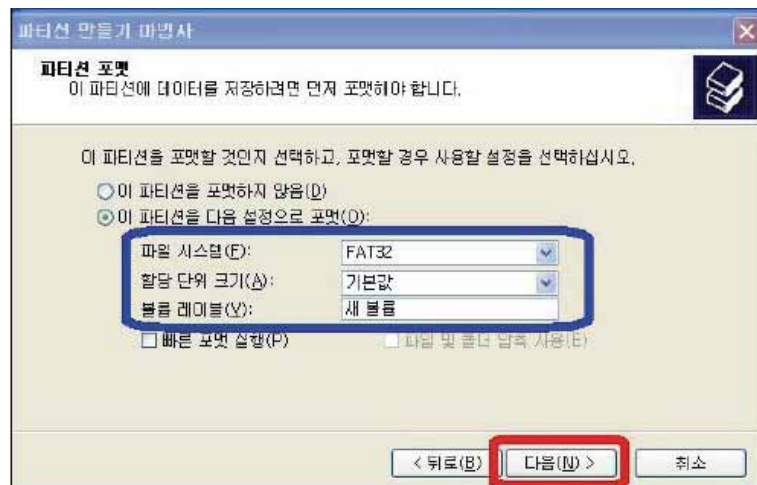 파티션 만들기 마법사
파티션 포맷
이 파티션에 데이터를 저장하려면 먼저 포맷해야 합니다.
이 파티션을 포맷할 것인지 선택하고, 포맷할 경우 사용할 설정을 선택하십시오.
이 파티션을 포맷하지 않음(D)
이 파티션을 다음 설정으로 포맷(O):
파일 시스템(F): FAT32
할당 단위 크기(A): 기본값
볼륨 레이블(V): 새 볼륨
빠른 포맷 실행(P) 파일 및 폴더 압축 사용(E)
< 뒤로(B) 다음(N) > 취소